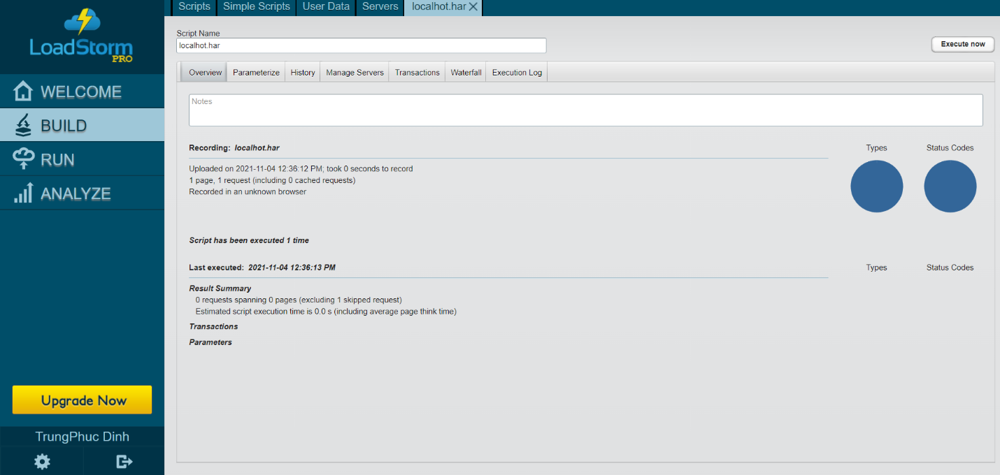 Scripts Simple Scripts User Data Servers localhot.har
LoadStorm
PRO
WELCOME
BUILD
RUN
ANALYZE
Upgrade Now
TrungPhuc Dinh
Script Name
localhot.har
Execute now
Overview Parameterize History Manage Servers Transactions Waterfall Execution Log
Notes
Recording: localhot.har
Types Status Codes
Uploaded on 2021-11-04 12:36:12 PM; took 0 seconds to record
1 page, 1 request (including 0 cached requests)
Recorded in an unknown browser
Script has been executed 1 time
Last executed: 2021-11-04 12:36:13 PM
Types Status Codes
Result Summary
0 requests spanning 0 pages (excluding 1 skipped request)
Estimated script execution time is 0.0 s (including average page think time)
Transactions
Parameters